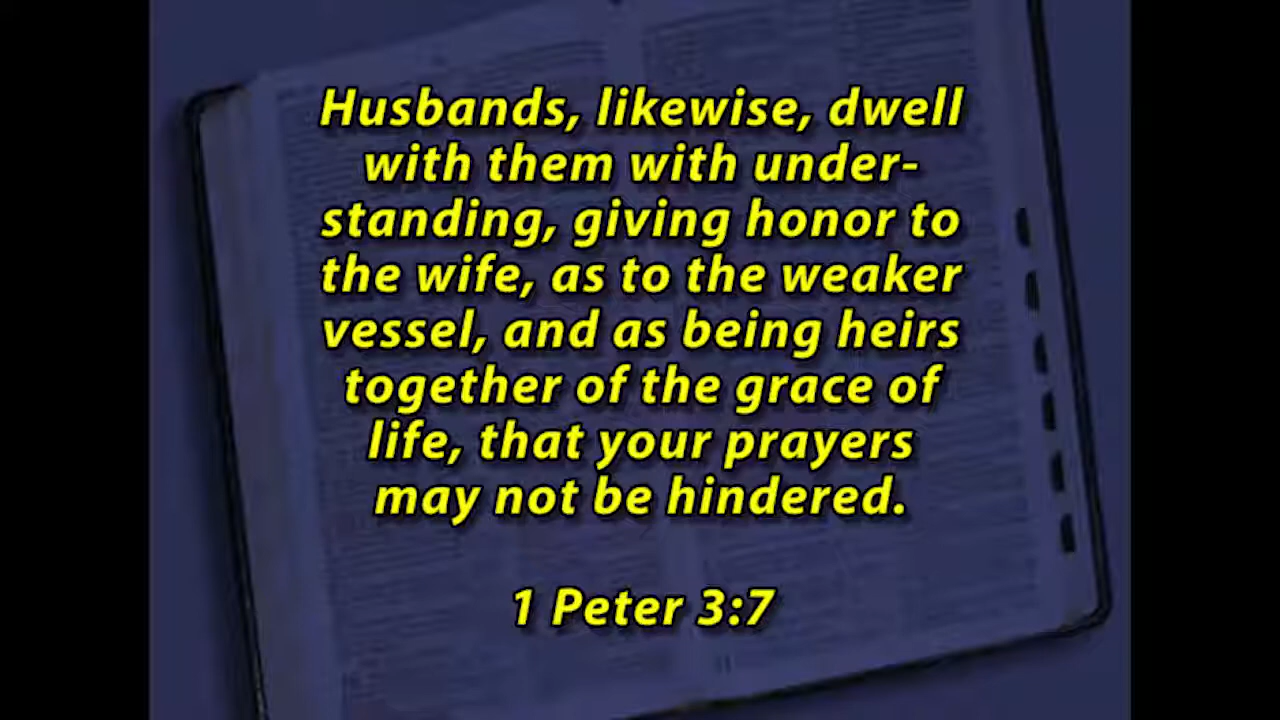 Husbands, likewise, dwell
with them with under-
standing, giving honor to
the wife, as to the weaker
vessel, and as being heirs
together of the grace of
life, that your prayers
may not be hindered.
1 Peter 3:7